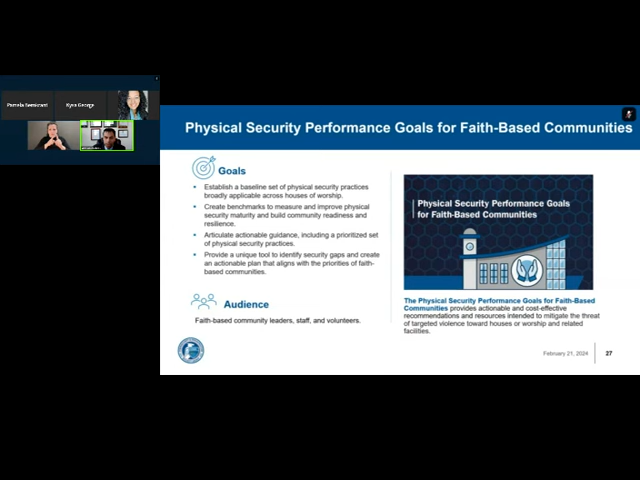 Kyra George
Physical Security Performance Goals for Faith-Based Communities
Goals
• Establish a baseline set of physical security practices
broadly applicable across houses of worship.
• Create benchmarks to measure and improve physical
security maturity and build community readiness and
resilience.
• Articulate actionable guidance, including a prioritized set
of physical security practices.
• Provide a unique tool to identify security gaps and create
an actionable plan that aligns with the priorities of faith-
based communities.
Audience
Faith-based community leaders, staff, and volunteers.
Physical Security Performance Goals
for Faith-Based Communities
The Physical Security Performance Goals for Faith-Based
Communities provides actionable and cost-effective
recommendations and resources intended to mitigate the threat
of targeted violence toward houses or worship and related
facilities.
February 21, 2024
27